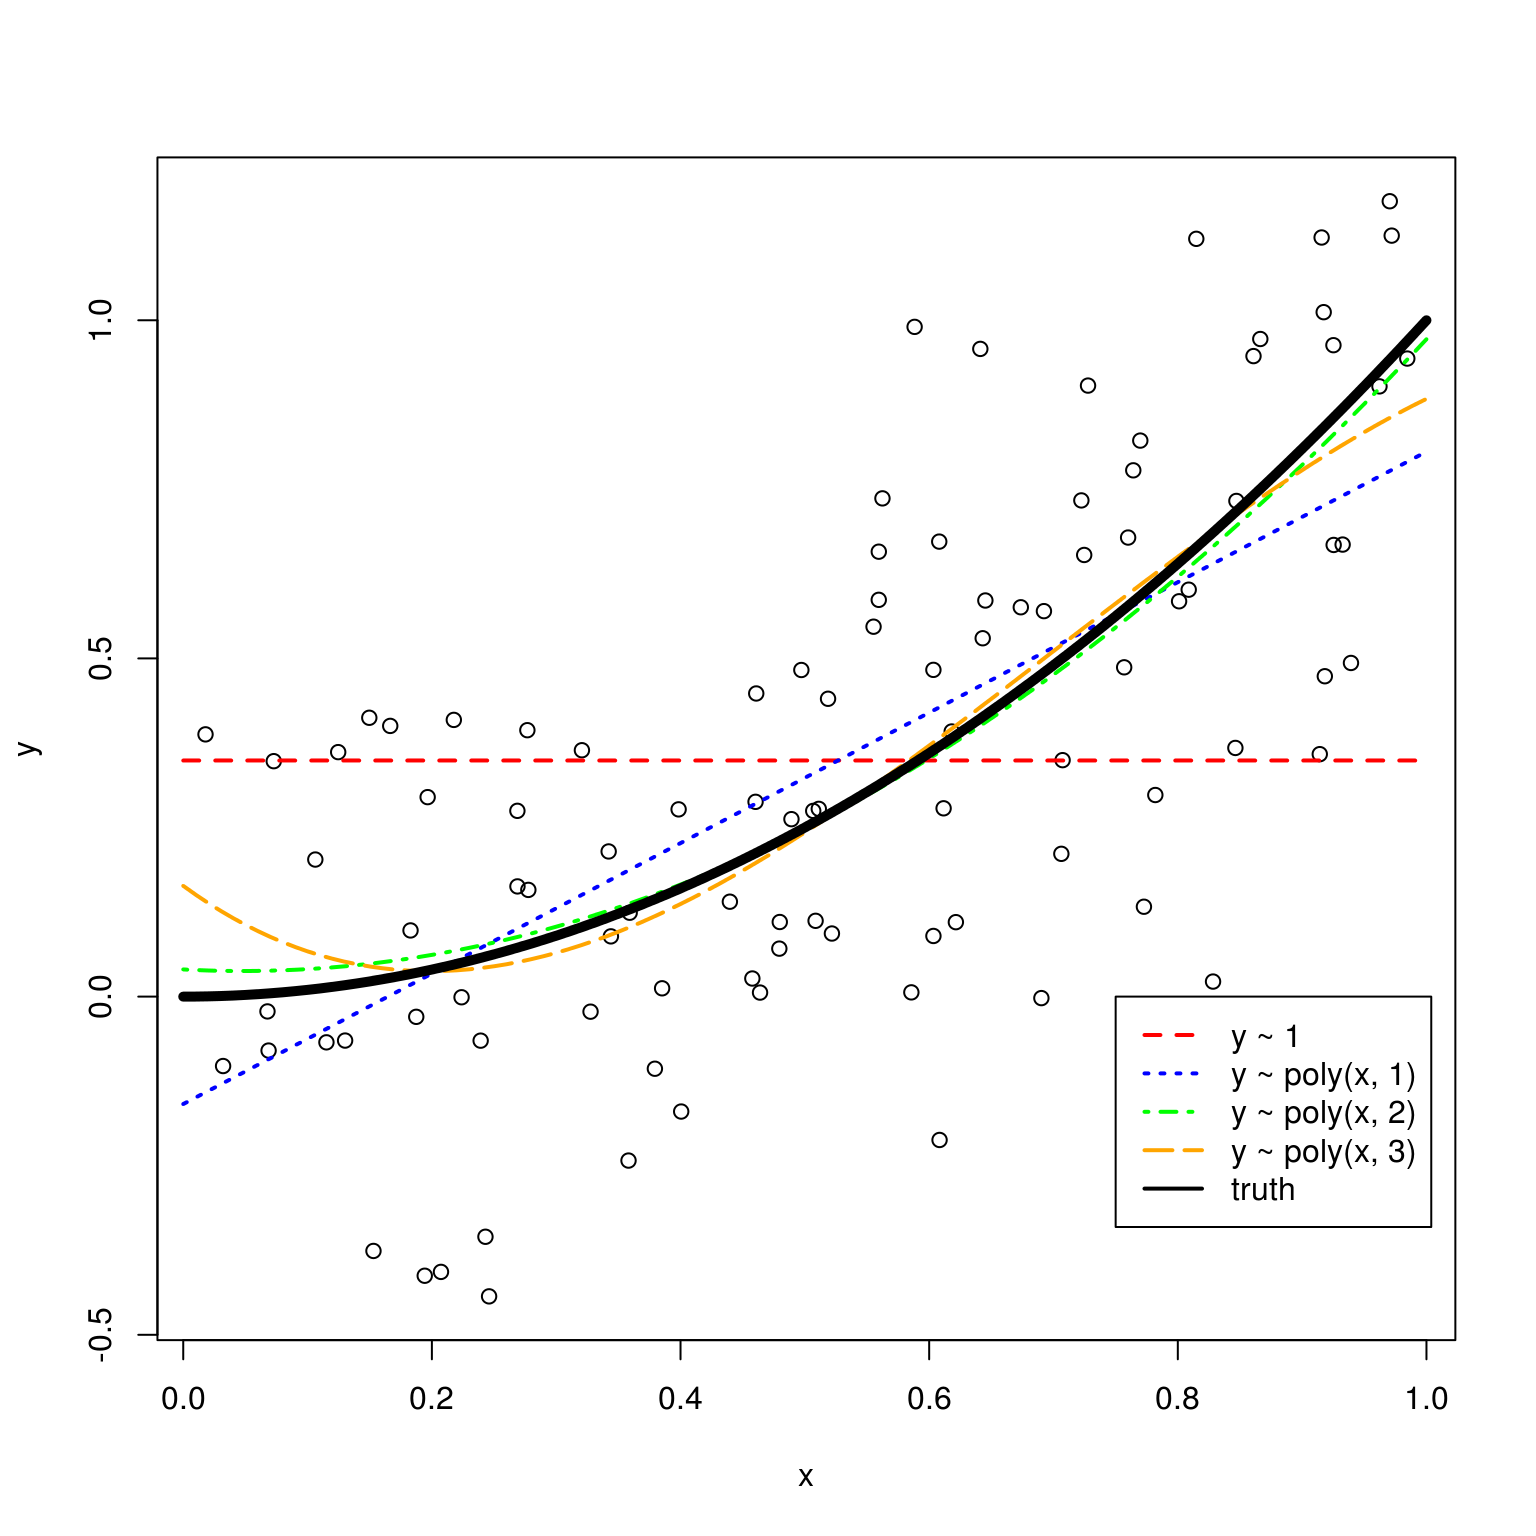 1.0
0.5
0.0
-0.5
y
y ~ 1
y ~ poly(x, 1)
y ~ poly(x, 2)
y ~ poly(x, 3)
truth
0.0 0.2 0.4 0.6 0.8 1.0
x